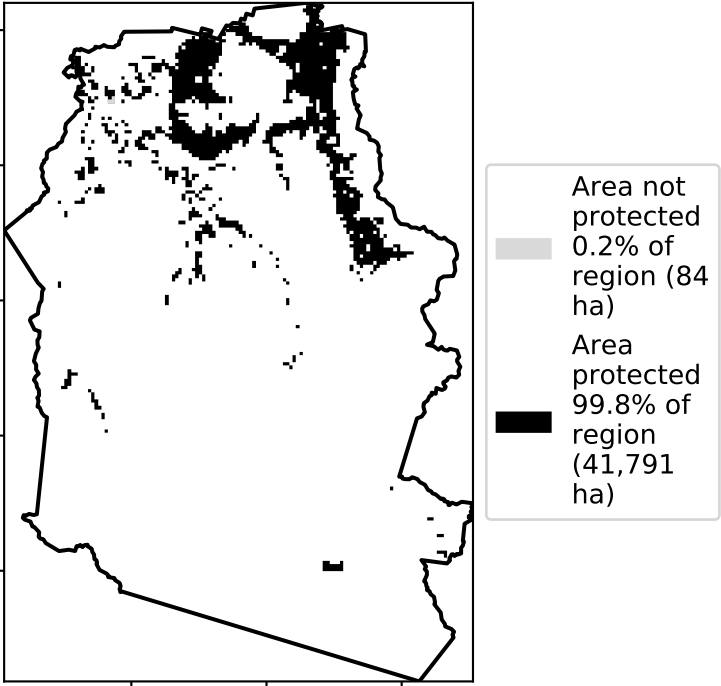 Area not
protected
0.2% of
region (84
ha)
Area
protected
99.8% of
region
(41,791
ha)